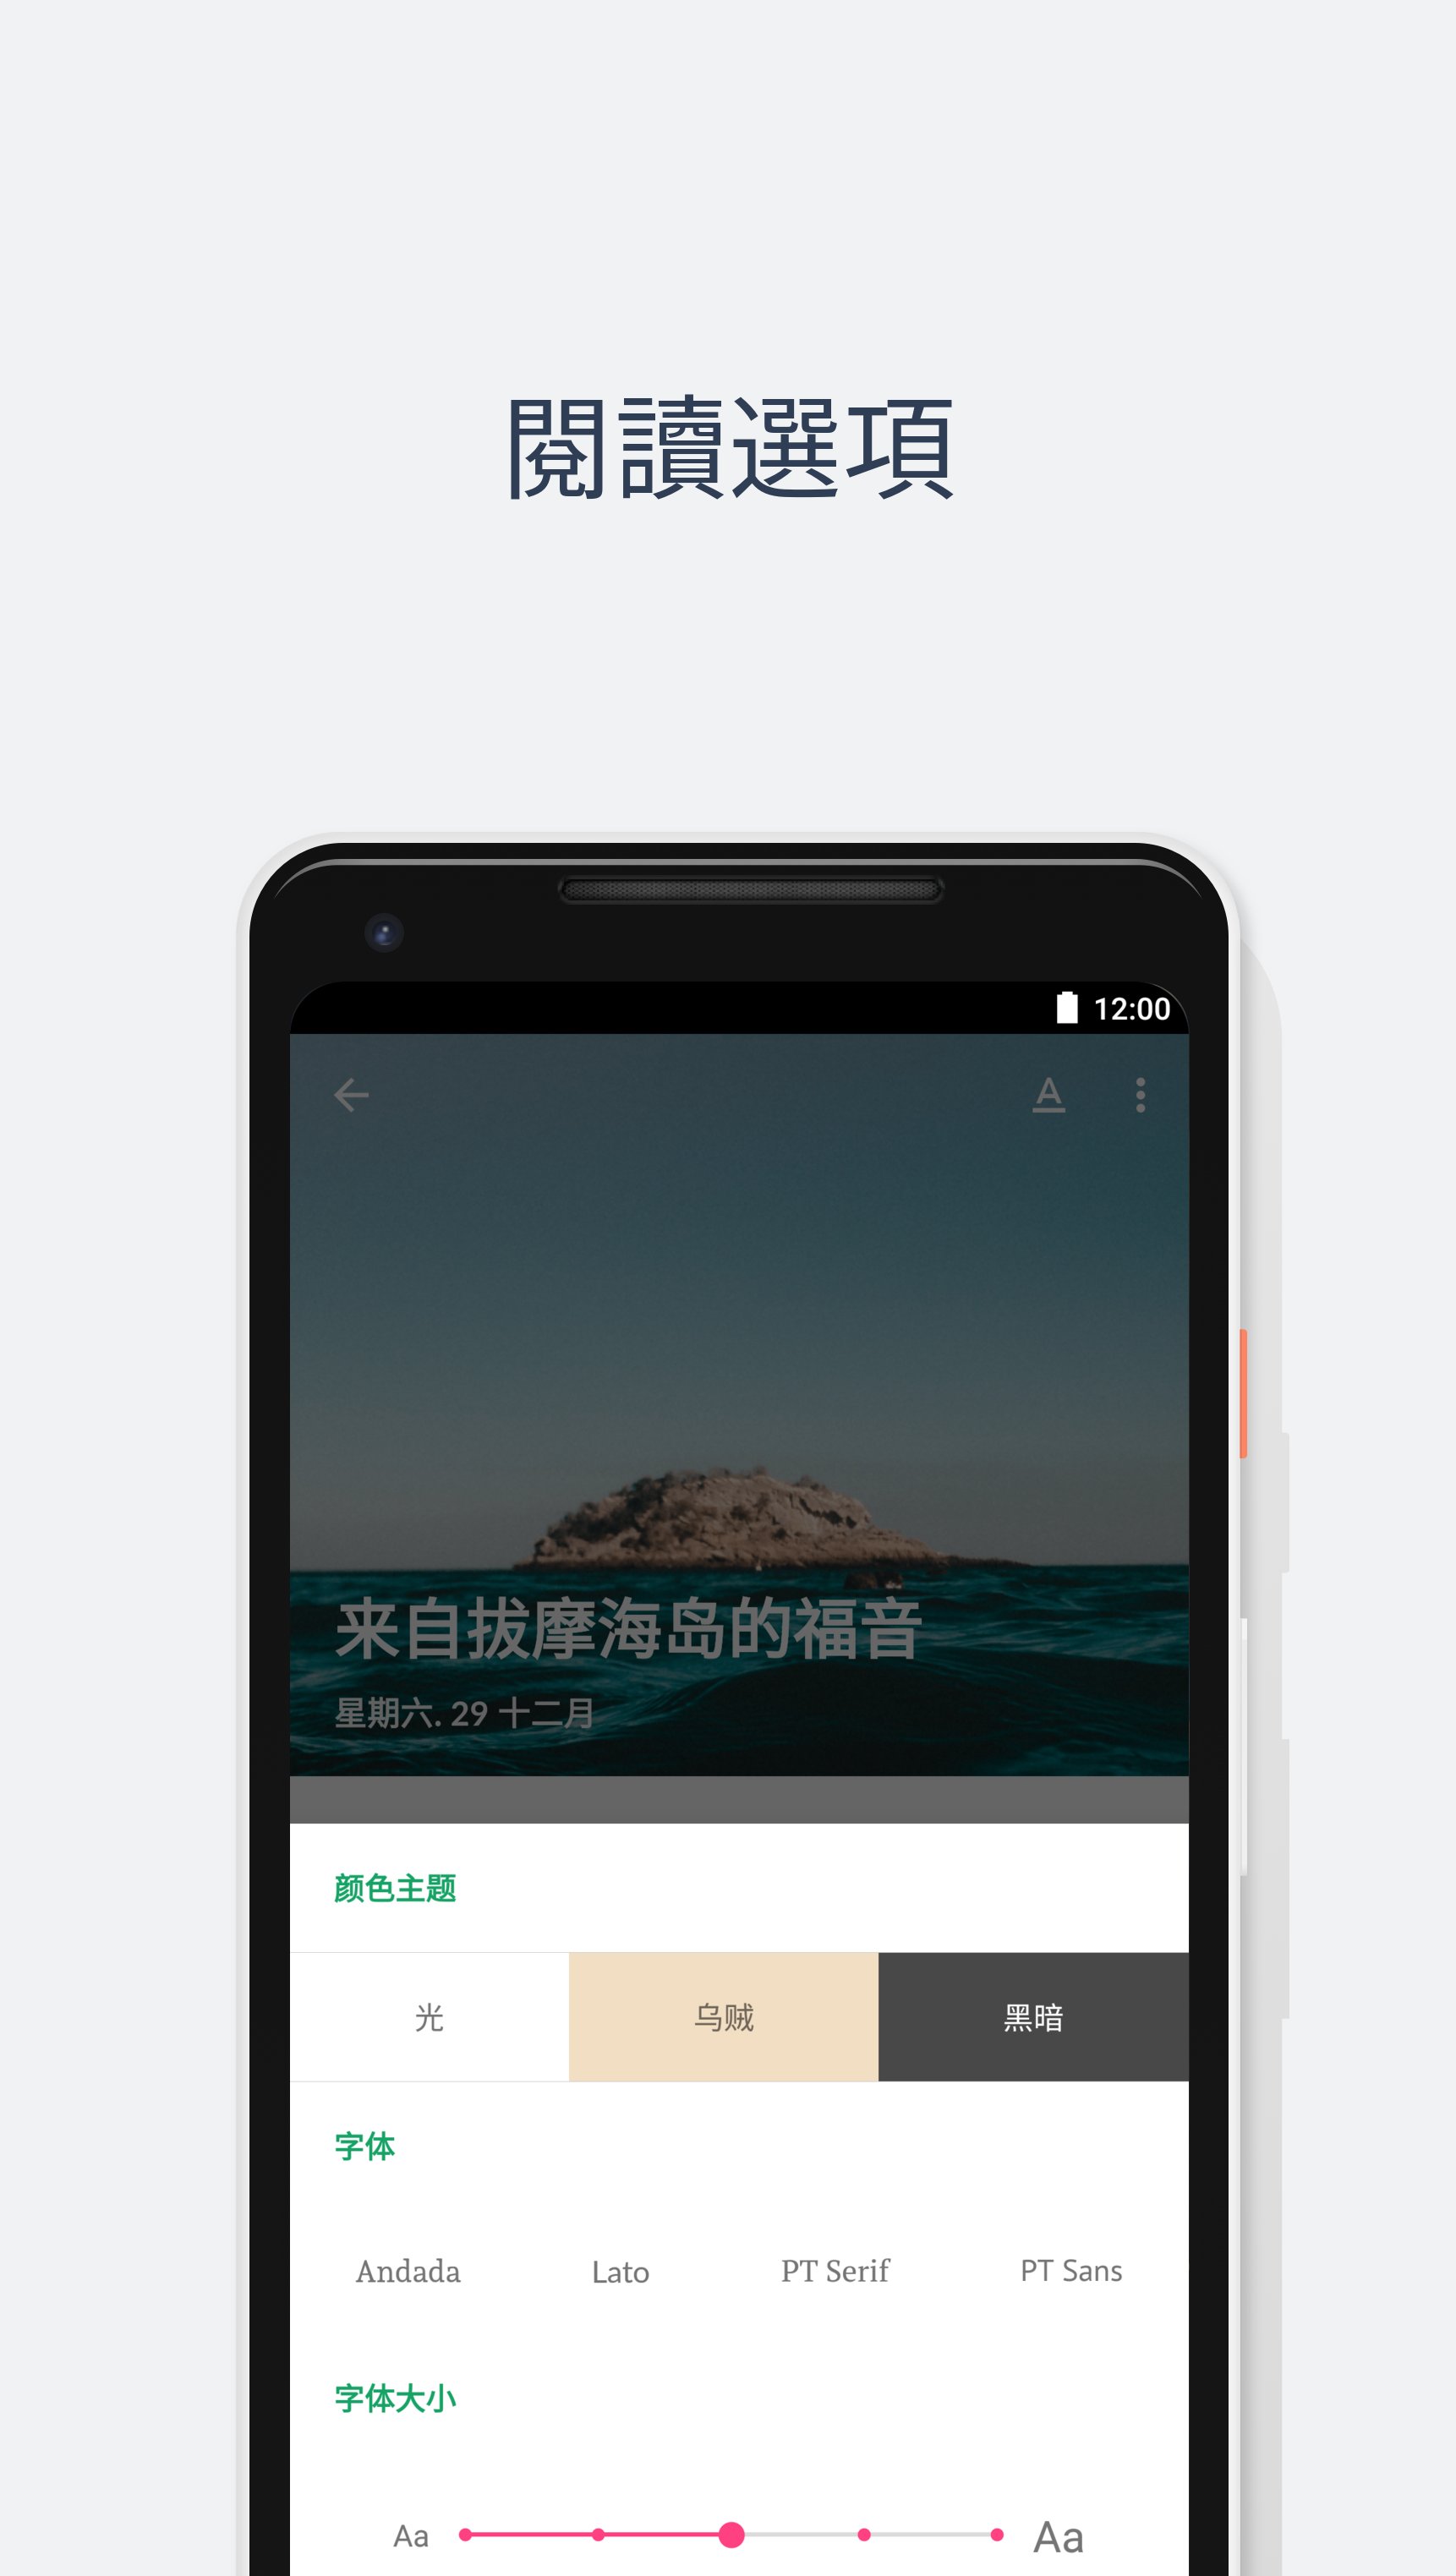 閱讀選項
12:00
A
来自拔摩海岛的福音
星期六. 29 十二月
颜色主题
光 乌贼 黑暗
字体
Andada Lato PT Serif PT Sans
字体大小
Aa Aa